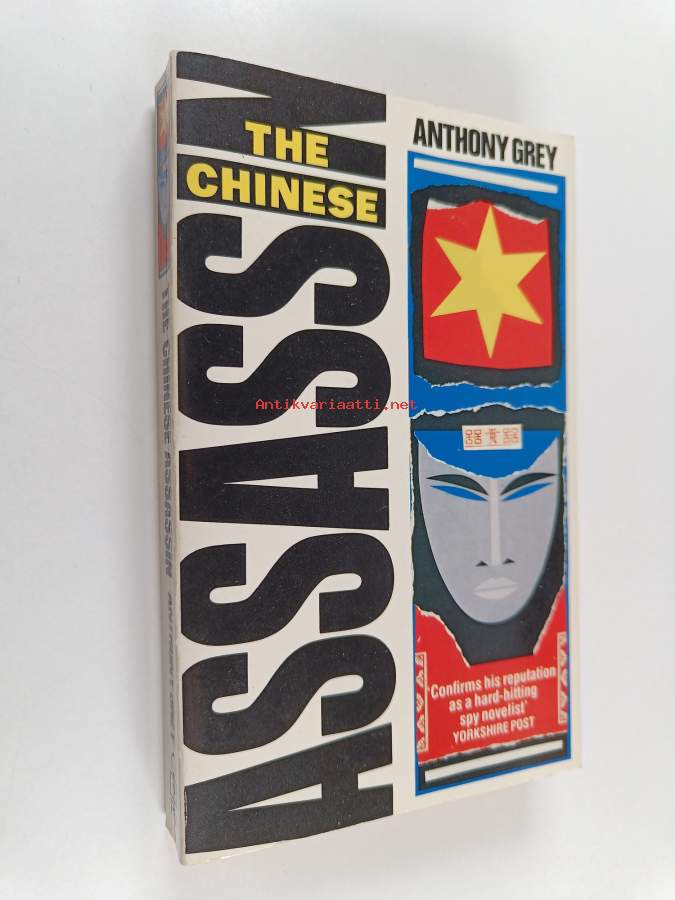 THE
CHINESE
ASSASSIN
ANTHONY GREY
'Confirms his reputation
as a hard-hitting
spy novelist'
YORKSHIRE POST
THE CHINESE ASSASSIN ANTHONY GREY
Antikvariaatti.net